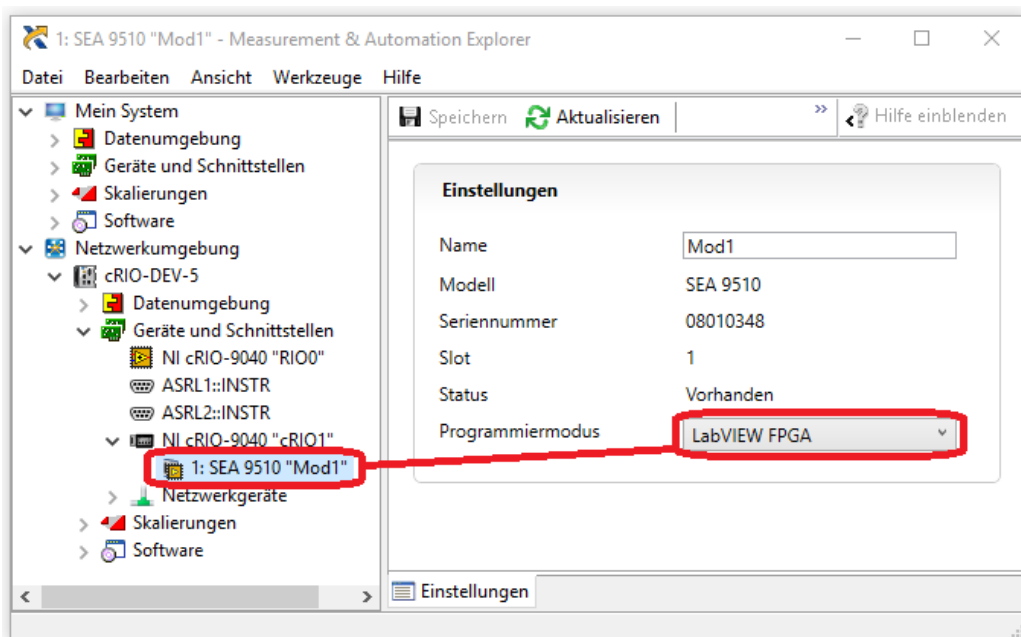 1: SEA 9510 "Mod1" - Measurement & Automation Explorer
Datei Bearbeiten Ansicht Werkzeuge Hilfe
Mein System
Datenumgebung
Geräte und Schnittstellen
Skalierungen
Software
Netzwerkumgebung
cRIO-DEV-5
Datenumgebung
Geräte und Schnittstellen
NI cRIO-9040 "RIO0"
ASRL1::INSTR
ASRL2::INSTR
NI cRIO-9040 "cRIO1"
1: SEA 9510 "Mod1"
Netzwerkgeräte
Skalierungen
Software
Speichern Aktualisieren » Hilfe einblenden
Einstellungen
Name Mod1
Modell SEA 9510
Seriennummer 08010348
Slot 1
Status Vorhanden
Programmiermodus LabVIEW FPGA
Einstellungen